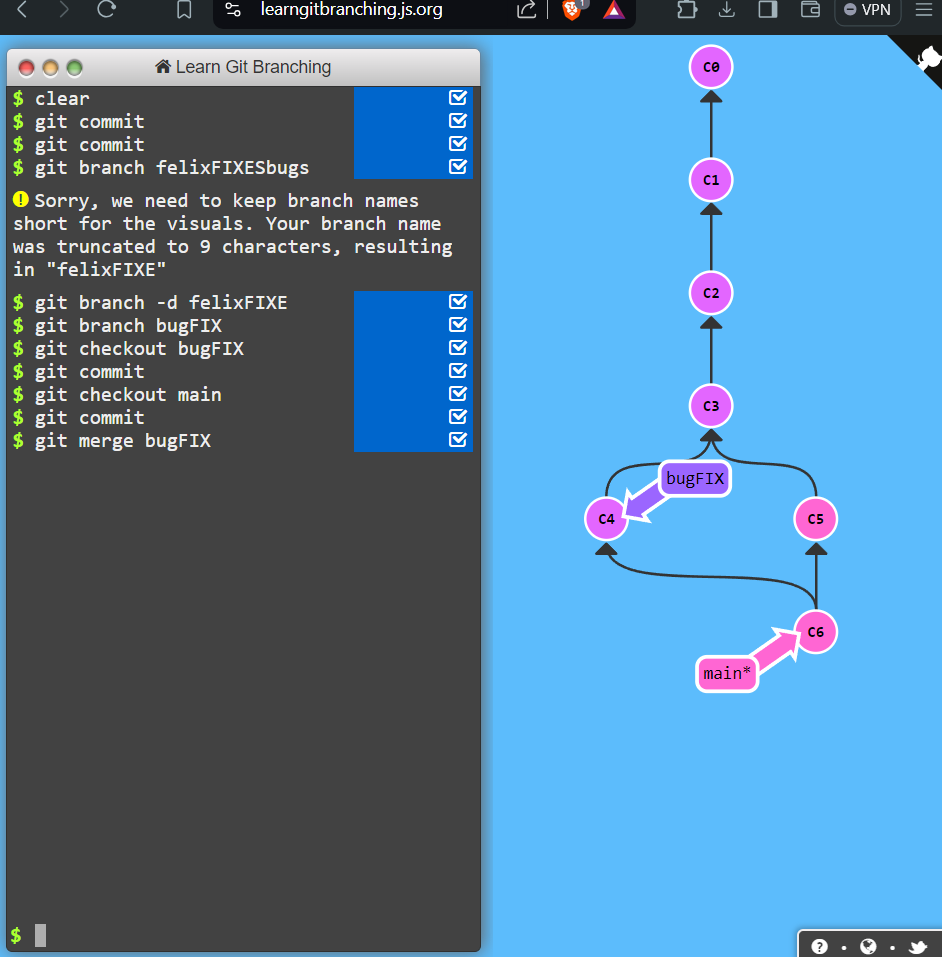 learngitbranching.js.org
1
VPN
Learn Git Branching
$ clear
$ git commit
$ git commit
$ git branch felixFIXESbugs
! Sorry, we need to keep branch names
short for the visuals. Your branch name
was truncated to 9 characters, resulting
in "felixFIXE"
$ git branch -d felixFIXE
$ git branch bugFIX
$ git checkout bugFIX
$ git commit
$ git checkout main
$ git commit
$ git merge bugFIX
$
C0
C1
C2
C3
bugFIX
C4
C5
C6
main*
?